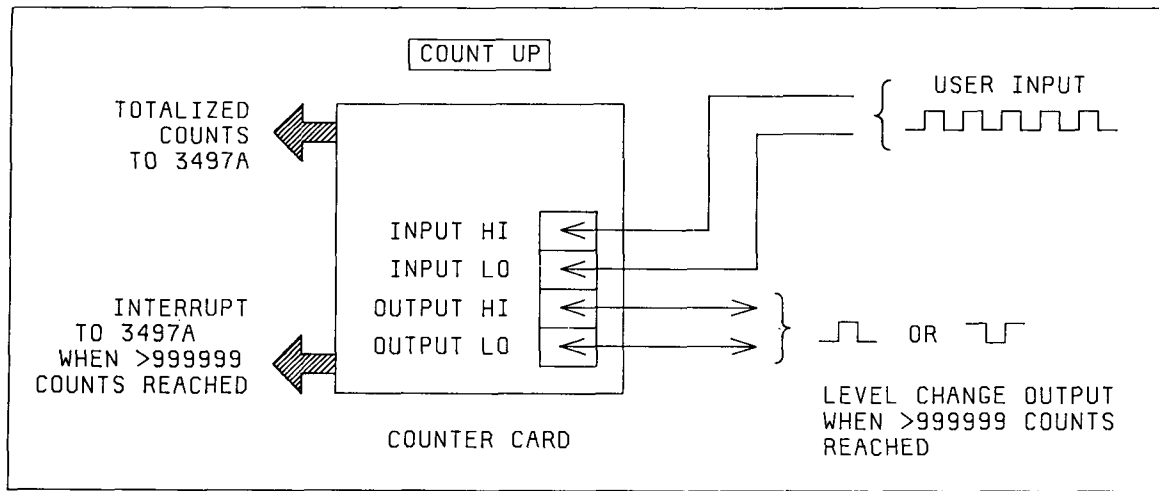 COUNT UP
TOTALIZED
COUNTS
TO 3497A
USER INPUT
INPUT HI
INPUT LO
OUTPUT HI
OUTPUT LO
INTERRUPT
TO 3497A
WHEN >999999
COUNTS REACHED
OR
LEVEL CHANGE OUTPUT
WHEN >999999 COUNTS
REACHED
COUNTER CARD